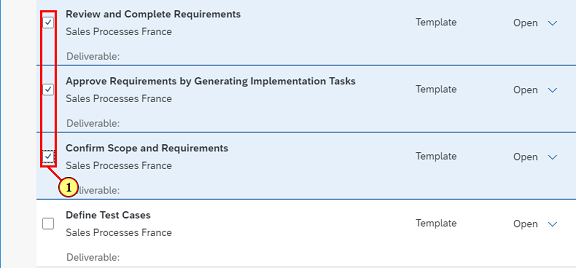 Review and Complete Requirements
Template
Open
Sales Processes France
Deliverable:
Approve Requirements by Generating Implementation Tasks
Template
Open
Sales Processes France
Deliverable:
Confirm Scope and Requirements
Template
Open
Sales Processes France
1
liverable:
Define Test Cases
Template
Open
Sales Processes France
Deliverable: